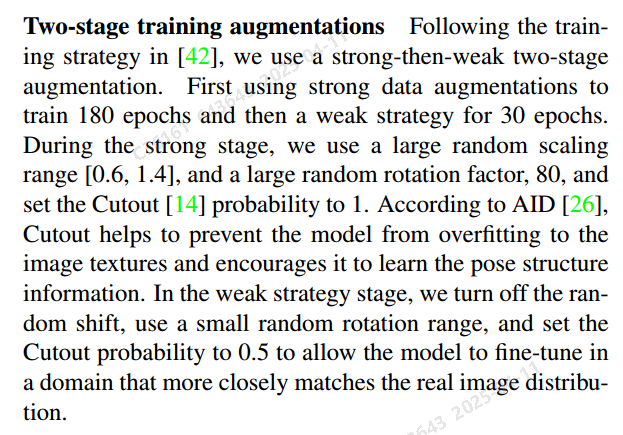 Two-stage training augmentations Following the train-
ing strategy in [42], we use a strong-then-weak two-stage
augmentation. First using strong data augmentations to
train 180 epochs and then a weak strategy for 30 epochs.
During the strong stage, we use a large random scaling
range [0.6, 1.4], and a large random rotation factor, 80, and
set the Cutout [14] probability to 1. According to AID [26],
Cutout helps to prevent the model from overfitting to the
image textures and encourages it to learn the pose structure
information. In the weak strategy stage, we turn off the ran-
dom shift, use a small random rotation range, and set the
Cutout probability to 0.5 to allow the model to fine-tune in
a domain that more closely matches the real image distribu-
tion.